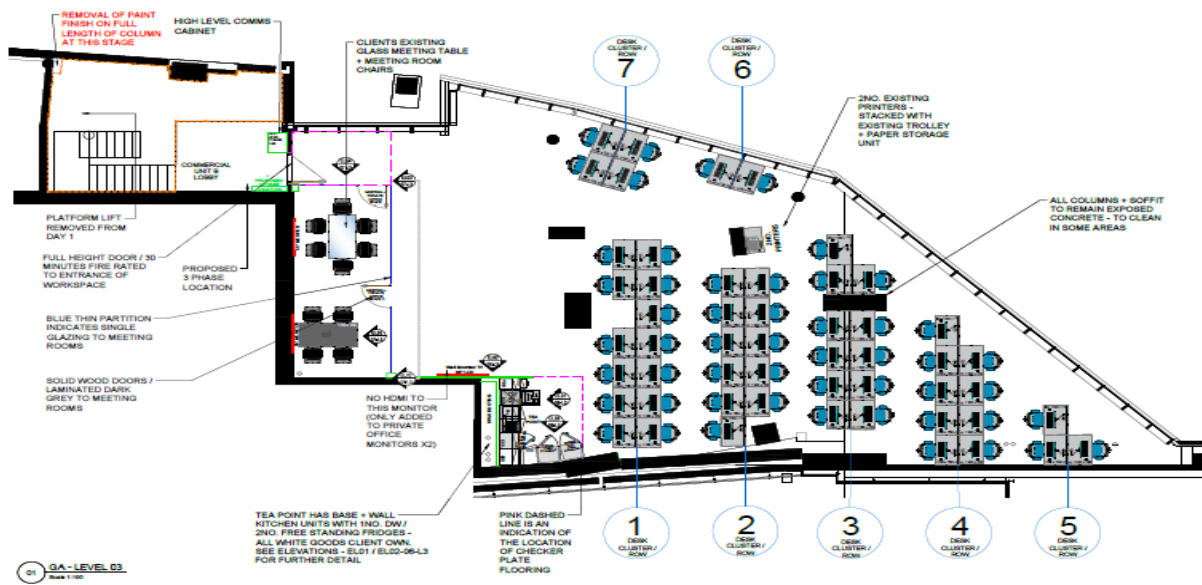 REMOVAL OF PAINT
FINISH ON FULL
LENGTH OF COLUMN
AT THIS STAGE
HIGH LEVEL COMMS
CABINET
CLIENTS EXISTING
GLASS MEETING TABLE
+ MEETING ROOM
CHAIRS
DESK
CLUSTER /
ROW
7
DESK
CLUSTER /
ROW
6
2NO. EXISTING
PRINTERS -
STACKED WITH
EXISTING TROLLEY
+ PAPER STORAGE
UNIT
COMMERCIAL
UNIT B
LOBBY
ALL COLUMNS + SOFFIT
TO REMAIN EXPOSED
CONCRETE - TO CLEAN
IN SOME AREAS
2NO.
PRINTERS
PLATFORM LIFT
REMOVED FROM
DAY 1
FULL HEIGHT DOOR / 30
MINUTES FIRE RATED
TO ENTRANCE OF
WORKSPACE
PROPOSED
3 PHASE
LOCATION
BLUE THIN PARTITION
INDICATES SINGLE
GLAZING TO MEETING
ROOMS
SOLID WOOD DOORS /
LAMINATED DARK
GREY TO MEETING
ROOMS
NO HDMI TO
THIS MONITOR
(ONLY ADDED
TO PRIVATE
OFFICE
MONITORS X2)
TEA
TEA POINT HAS BASE + WALL
KITCHEN UNITS WITH 1NO. DW /
2NO. FREE STANDING FRIDGES -
ALL WHITE GOODS CLIENT OWN.
SEE ELEVATIONS - EL01 / EL02-06-L3
FOR FURTHER DETAIL
PINK DASHED
LINE IS AN
INDICATION OF
THE LOCATION
OF CHECKER
PLATE
FLOORING
1
DESK
CLUSTER /
ROW
2
DESK
CLUSTER /
ROW
3
DESK
CLUSTER /
ROW
4
DESK
CLUSTER /
ROW
5
DESK
CLUSTER /
ROW
01
GA - LEVEL 03
Scale 1:100